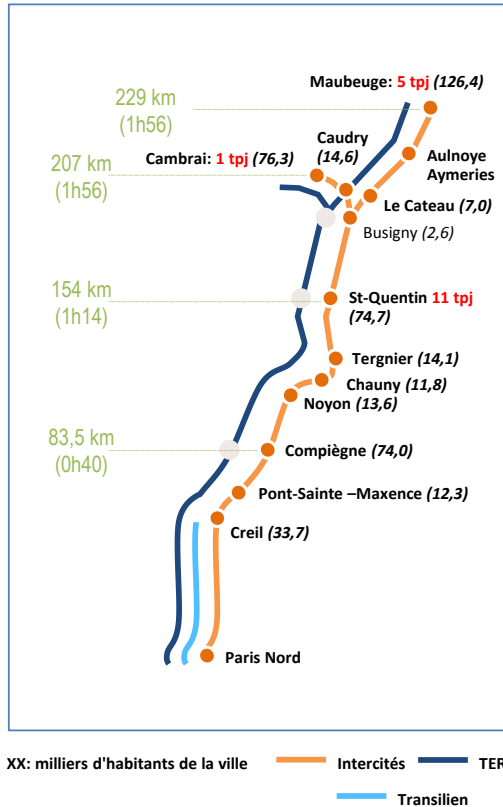 Maubeuge: 5 tpj (126,4)
229 km
(1h56)
Caudry
(14,6)
Cambrai: 1 tpj (76,3)
Aulnoye
Aymeries
207 km
(1h56)
Le Cateau (7,0)
Busigny (2,6)
154 km
(1h14)
St-Quentin 11 tpj
(74,7)
Tergnier (14,1)
Chauny (11,8)
Noyon (13,6)
83,5 km
(0h40)
Compiègne (74,0)
Pont-Sainte –Maxence (12,3)
Creil (33,7)
Paris Nord
XX: milliers d'habitants de la ville Intercités TER
Transilien